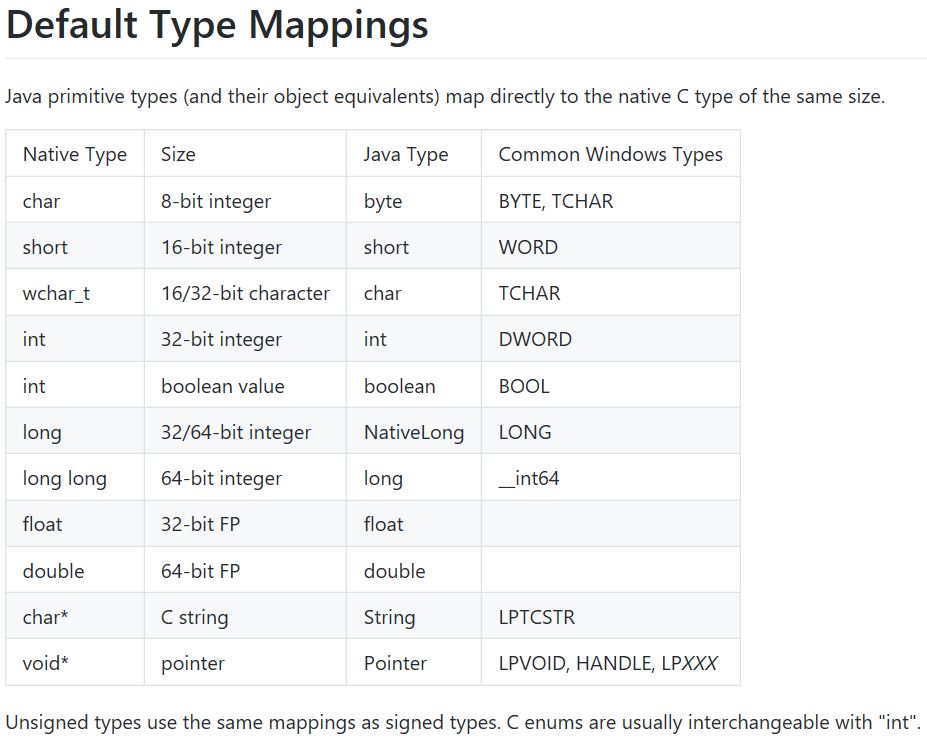 Default Type Mappings
Java primitive types (and their object equivalents) map directly to the native C type of the same size.
Native Type Size Java Type Common Windows Types
char 8-bit integer byte BYTE, TCHAR
short 16-bit integer short WORD
wchar_t 16/32-bit character char TCHAR
int 32-bit integer int DWORD
int boolean value boolean BOOL
long 32/64-bit integer NativeLong LONG
long long 64-bit integer long __int64
float 32-bit FP float
double 64-bit FP double
char* C string String LPTCSTR
void* pointer Pointer LPVOID, HANDLE, LPXXX
Unsigned types use the same mappings as signed types. C enums are usually interchangeable with "int".